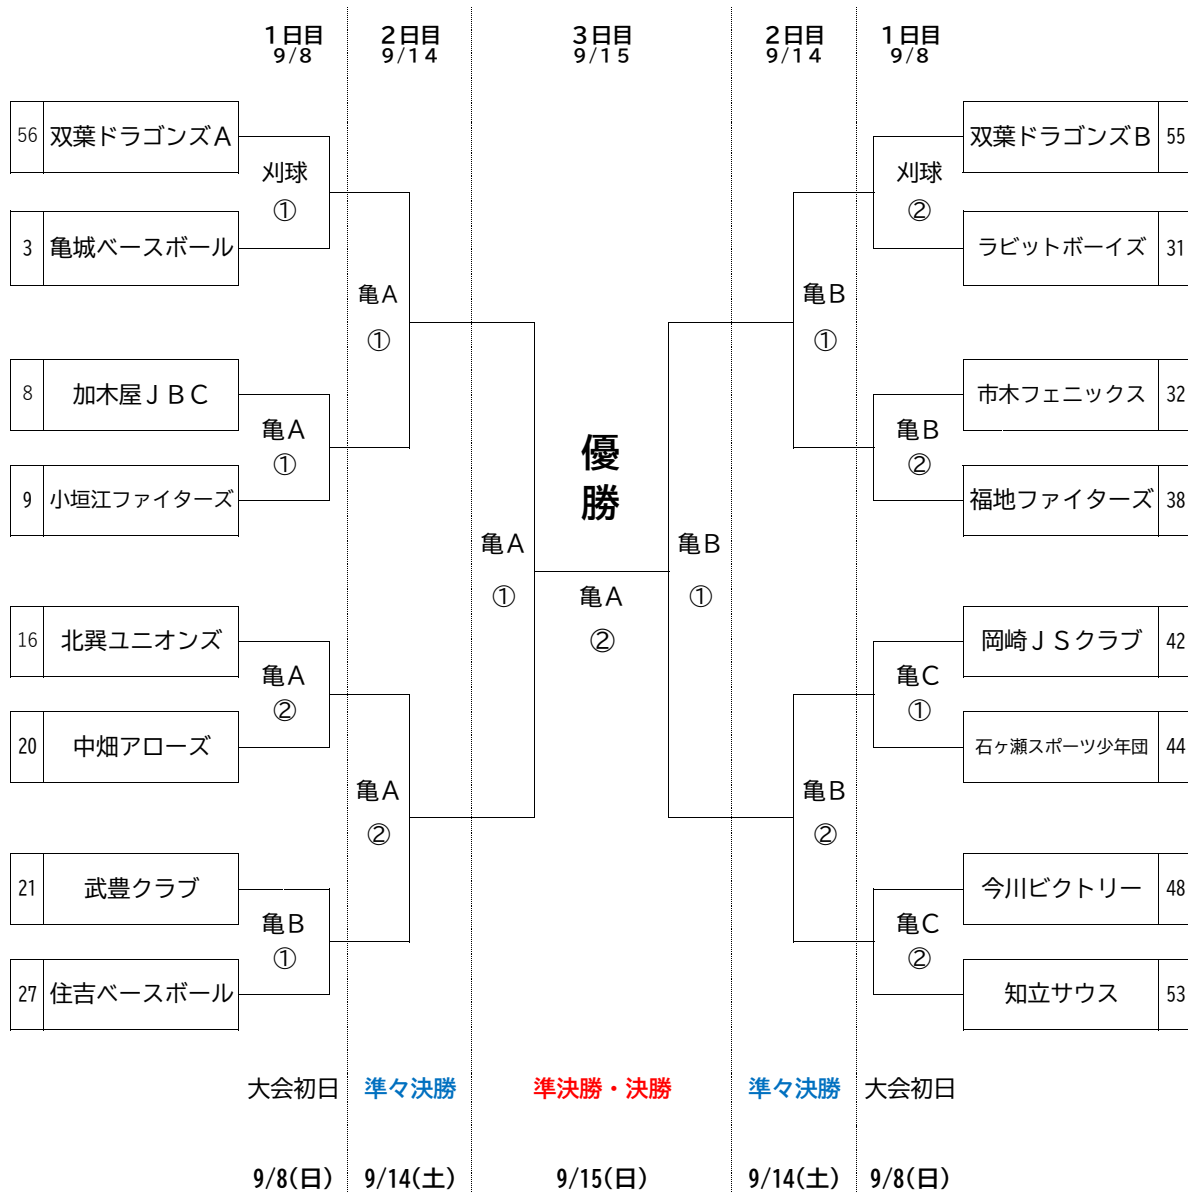 1日目 2日目 3日目 2日目 1日目
9/8 9/14 9/15 9/14 9/8
56 双葉ドラゴンズA
刈球
①
3 亀城ベースボール
亀A
①
8 加木屋JBC
亀A
①
9 小垣江ファイターズ
亀A
①
16 北巽ユニオンズ
亀A
②
20 中畑アローズ
亀A
②
21 武豊クラブ
亀B
①
27 住吉ベースボール
優
勝
亀A
②
双葉ドラゴンズB 55
刈球
②
ラビットボーイズ 31
亀B
①
市木フェニックス 32
亀B
②
福地ファイターズ 38
亀B
①
岡崎JSクラブ 42
亀C
①
石ヶ瀬スポーツ少年団 44
亀B
②
今川ビクトリー 48
亀C
②
知立サウス 53
大会初日 準々決勝 準決勝・決勝 準々決勝 大会初日
9/8(日) 9/14(土) 9/15(日) 9/14(土) 9/8(日)